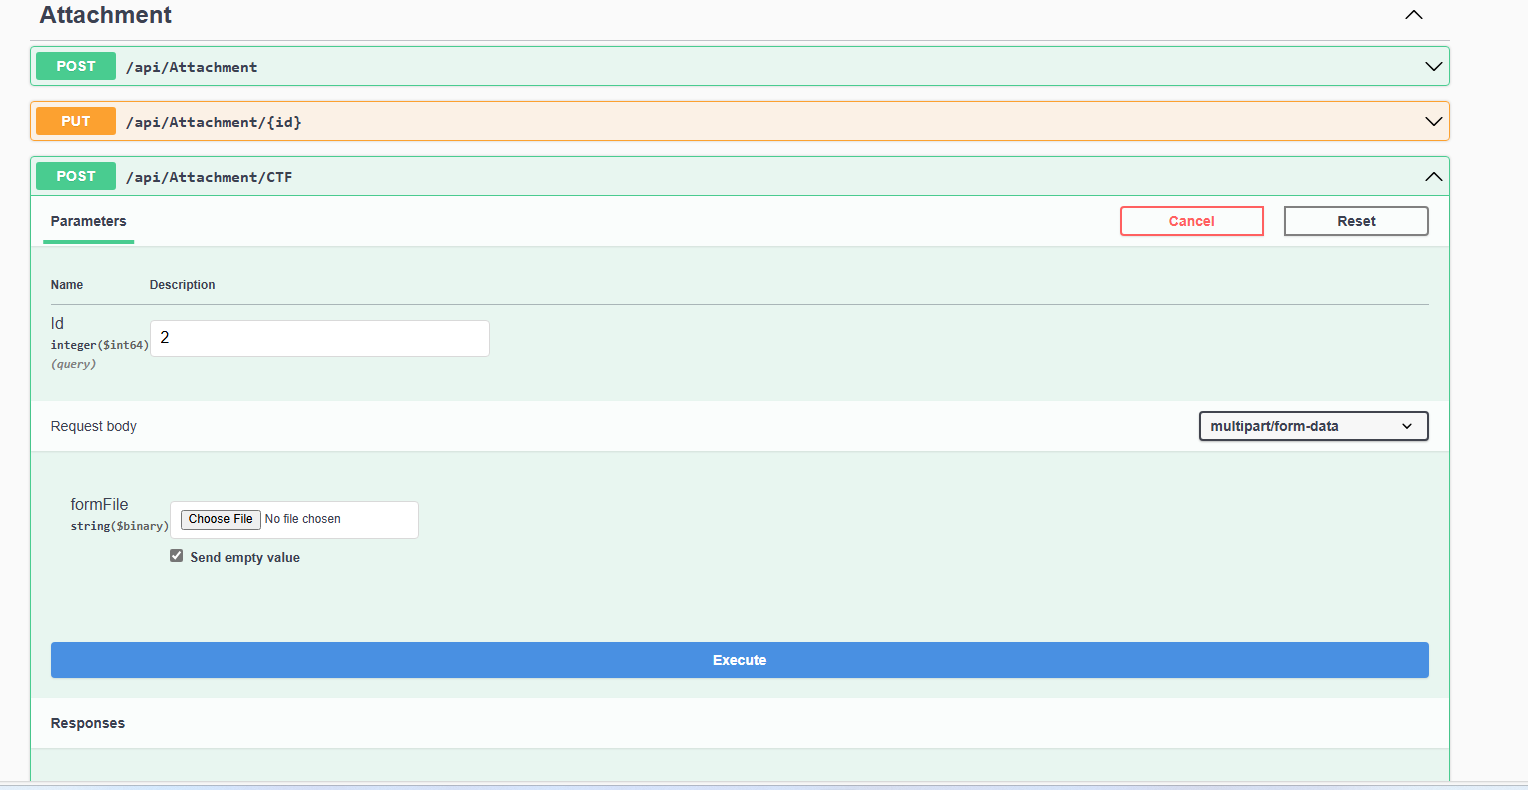 Attachment
POST /api/Attachment
PUT /api/Attachment/{id}
POST /api/Attachment/CTF
Parameters Cancel Reset
Name Description
Id
integer($int64)
(query)
2
Request body multipart/form-data
formFile
string($binary)
Choose File No file chosen
Send empty value
Execute
Responses